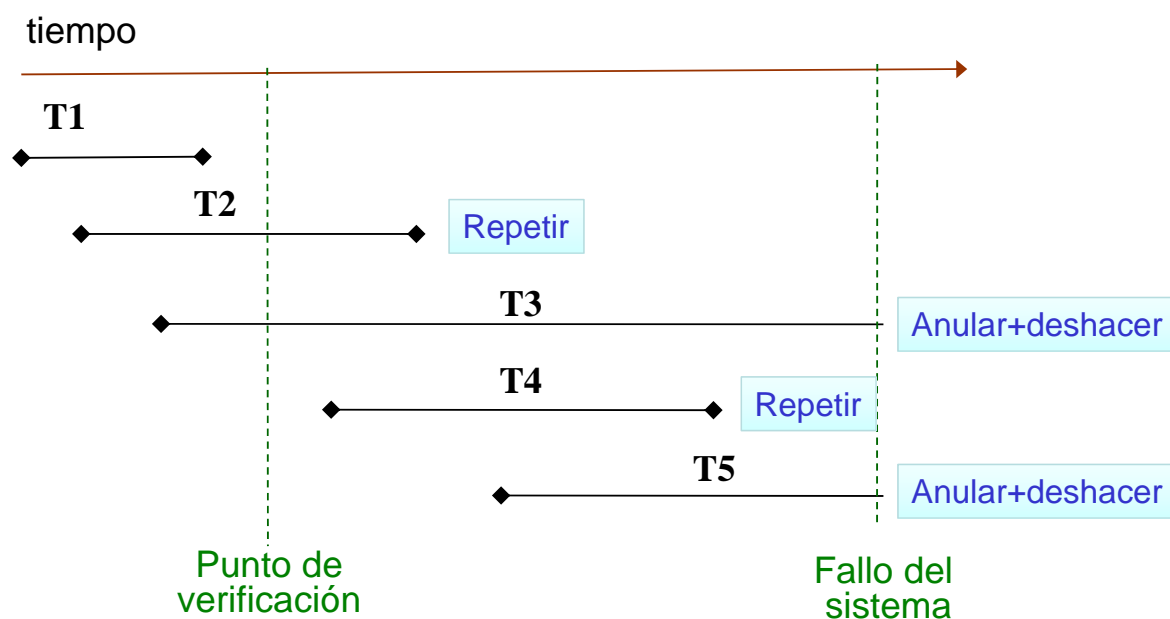 tiempo
T1
T2
Repetir
T3
Anular+deshacer
T4
Repetir
T5
Anular+deshacer
Punto de
verificación
Fallo del
sistema